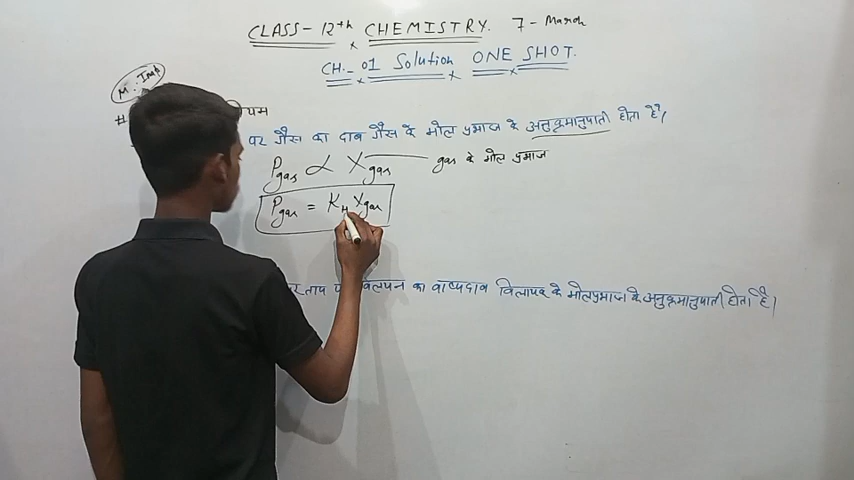 CLASS-12th CHEMISTRY. 7-March
CH.-01 Solution ONE SHOT.
M. Imp
#
पर गैस का दाब गैस के मोल प्रभाज के अनुक्रमानुपाती होता है।
Pgas ∝ Xgas gas के मोल प्रभाज
Pgas = KH Xgas
ताप विलयन का वाष्पदाब विलायक के मोलप्रभाज के अनुक्रमानुपाती होता है।